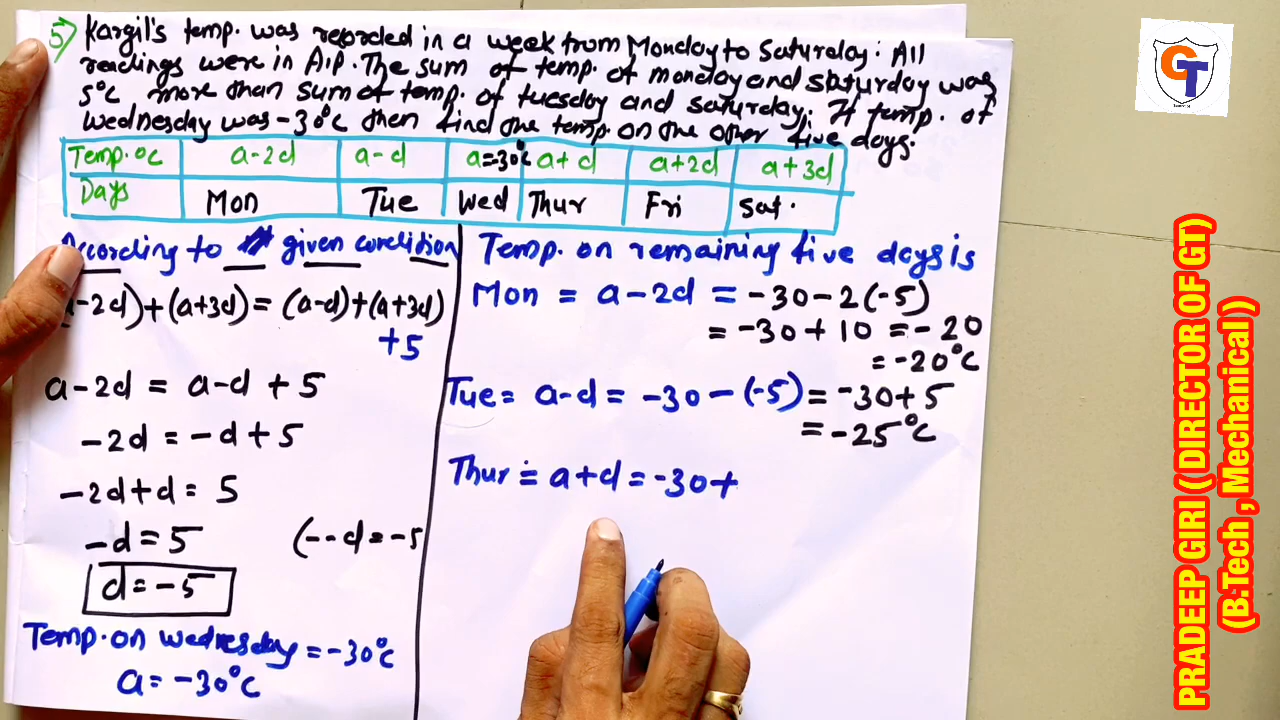 5) Kargil's temp. was recorded in a week from Monday to Saturday. All
readings were in A.P. The sum of temp. of monday and saturday was
5°C more than sum of temp. of tuesday and saturday. If temp. of
wednesday was -30°C then find the temp. on the other five days.
Temp. °C a-2d a-d a=-30°C a+d a+2d a+3d
Days Mon Tue Wed Thur Fri Sat.
According to given condition
a-2d)+(a+3d)=(a-d)+(a+3d)
+5
a-2d = a-d+5
-2d = -d+5
-2d+d = 5
-d = 5 (--d = -5
d = -5
Temp. on wednesday = -30°C
a = -30°C
Temp. on remaining five days is
Mon = a-2d = -30-2(-5)
= -30+10 = -20
= -20°C
Tue = a-d = -30-(-5) = -30+5
= -25°C
Thur = a+d = -30+
GT
PRADEEP GIRI (( DIRECTOR OF GT)
(B.Tech , Mechanical )